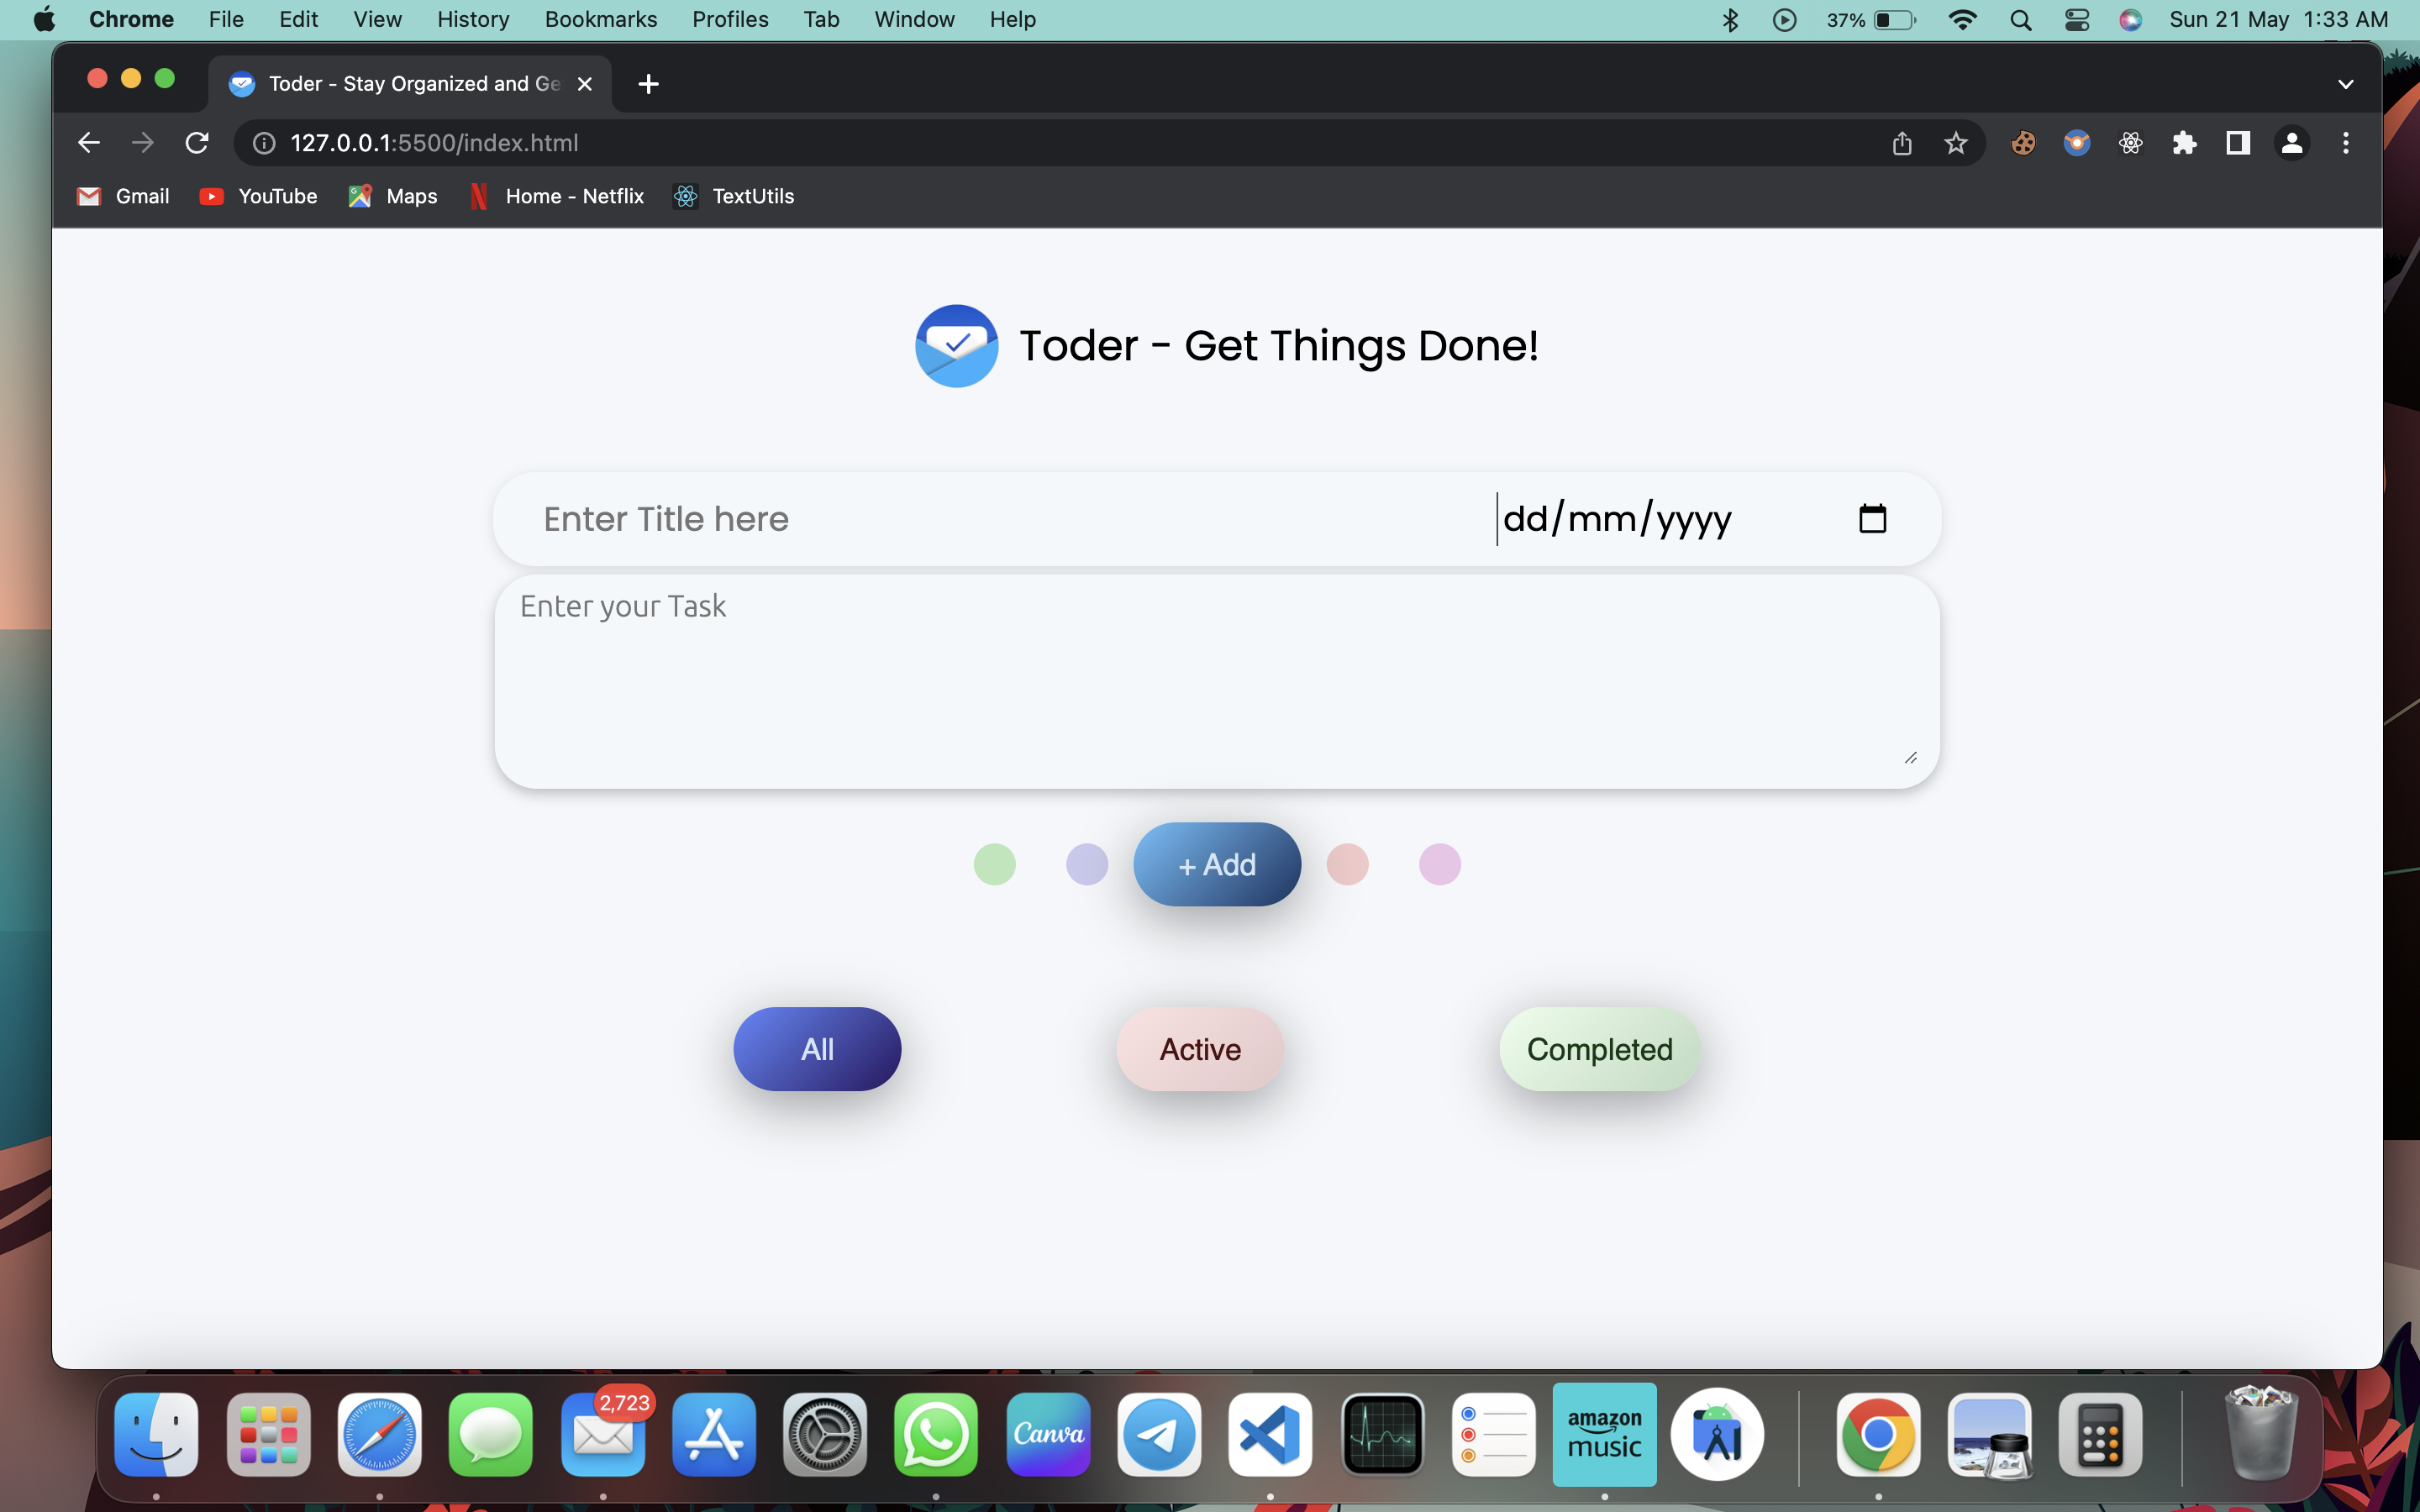 Chrome File Edit View History Bookmarks Profiles Tab Window Help 37% Sun 21 May 1:33 AM
Toder - Stay Organized and Ge
127.0.0.1:5500/index.html
Gmail YouTube Maps Home - Netflix TextUtils
Toder - Get Things Done!
Enter Title here dd/mm/yyyy
Enter your Task
+ Add
All Active Completed
2,723
Canva
amazon
music